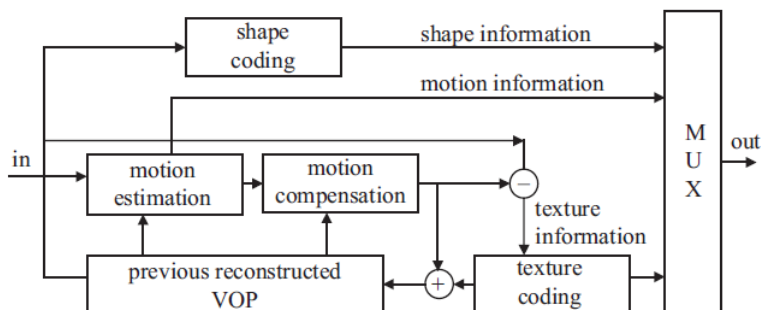 shape
coding
shape information
motion information
in
motion
estimation
motion
compensation
−
texture
information
M
U
X
out
previous reconstructed
VOP
+
texture
coding